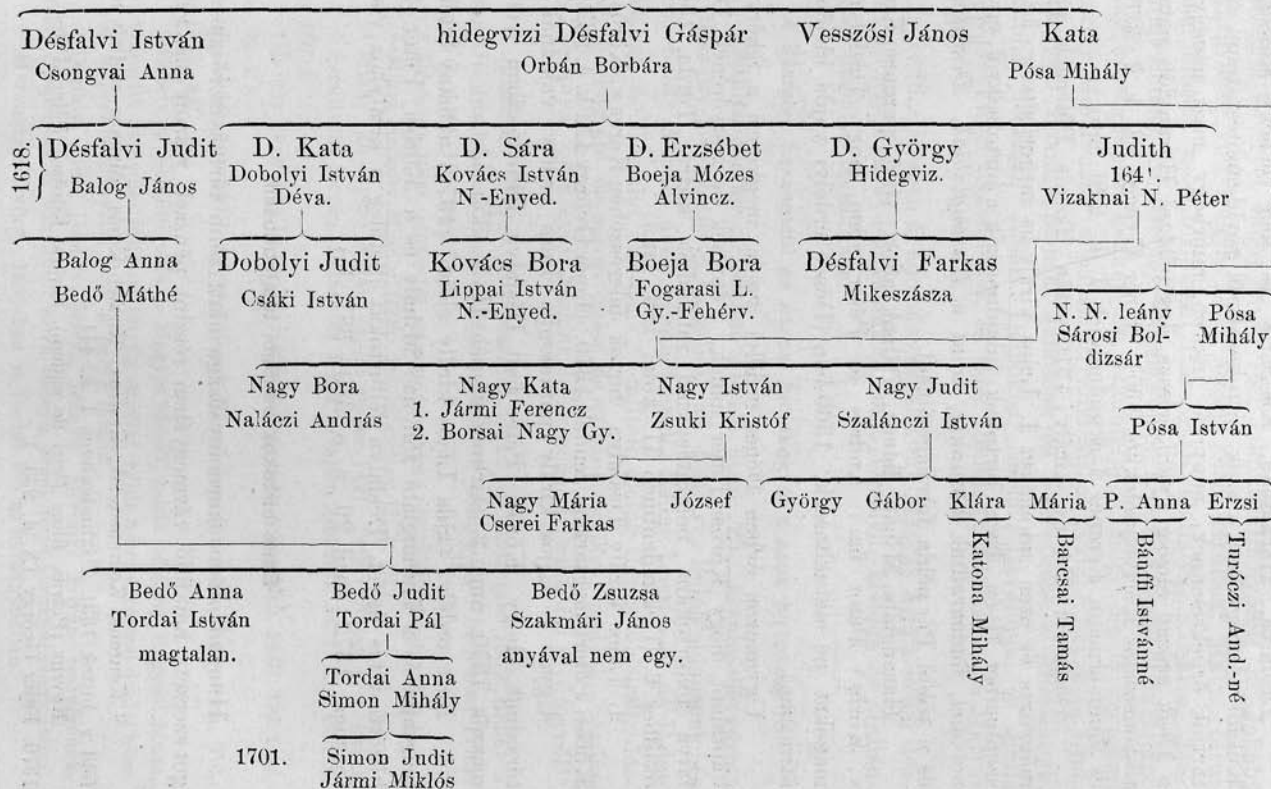 Désfalvi István hidegvizi Désfalvi Gáspár Vesszősi János Kata
Csongvai Anna Orbán Borbára Pósa Mihály
1618. Désfalvi Judit D. Kata D. Sára D. Erzsébet D. György Judith
Balog János Dobolyi István Kovács István Boeja Mózes Hidegviz. 164'.
Déva. N-Enyed. Alvincz. Vizaknai N. Péter
Balog Anna Dobolyi Judit Kovács Bora Boeja Bora Désfalvi Farkas
Bedő Máthé Csáki István Lippai István Fogarasi L. Mikeszásza
N.-Enyed. Gy.-Fehérv.
N. N. leány Pósa
Sárosi Bol- Mihály
dizsár
Nagy Bora Nagy Kata Nagy István Nagy Judit
Naláczi András 1. Jármi Ferencz Zsuki Kristóf Szalánczi István Pósa István
2. Borsai Nagy Gy.
Nagy Mária József György Gábor Klára Mária P. Anna Erzsi
Cserei Farkas
Katona Mihály
Barcsai Tamás
Bánffi Istvánné
Turóczi And.-né
Bedő Anna Bedő Judit Bedő Zsuzsa
Tordai István Tordai Pál Szakmári János
magtalan. anyával nem egy.
Tordai Anna
Simon Mihály
1701. Simon Judit
Jármi Miklós